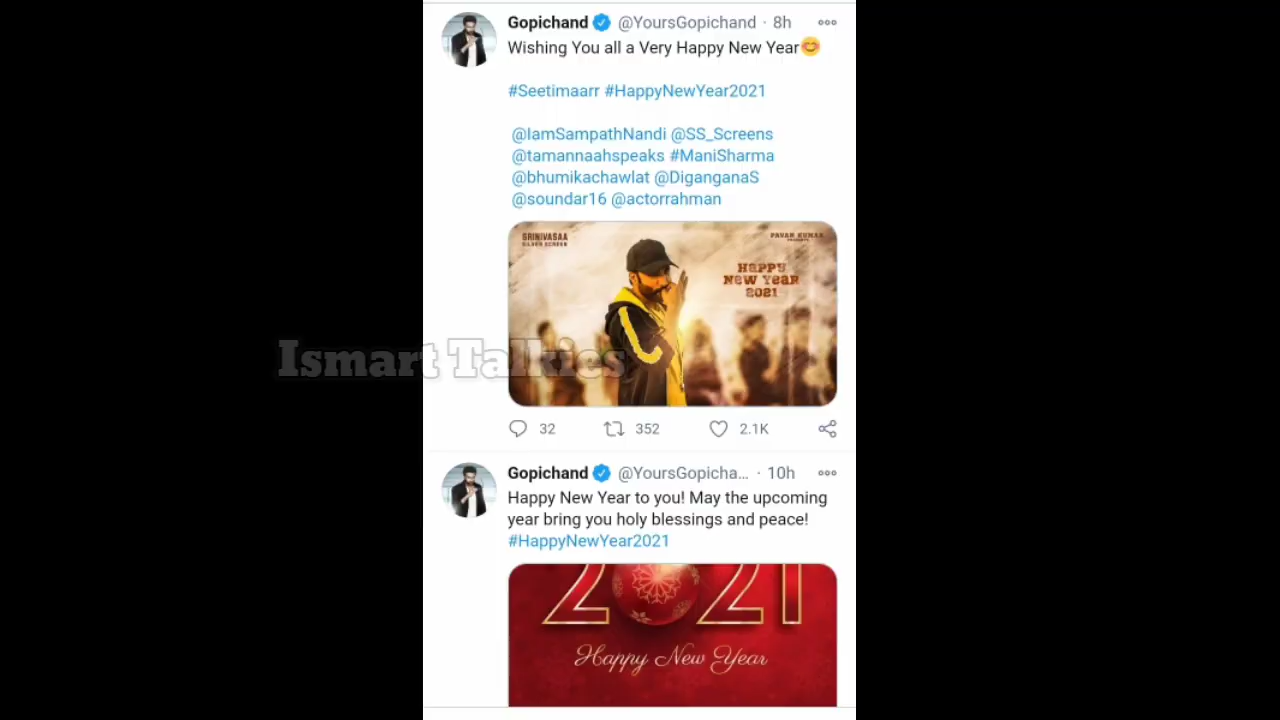 Gopichand @YoursGopichand · 8h
Wishing You all a Very Happy New Year😊
#Seetimaarr #HappyNewYear2021
@IamSampathNandi @SS_Screens
@tamannaahspeaks #ManiSharma
@bhumikachawlat @DiganganaS
@soundar16 @actorrahman
SRINIVASAA
SILVER SCREEN
PAVAN KUMAR
PRESENTS
HAPPY
NEW YEAR
2021
Ismart Talkies
32 352 2.1K
Gopichand @YoursGopicha... · 10h
Happy New Year to you! May the upcoming
year bring you holy blessings and peace!
#HappyNewYear2021
2021
Happy New Year